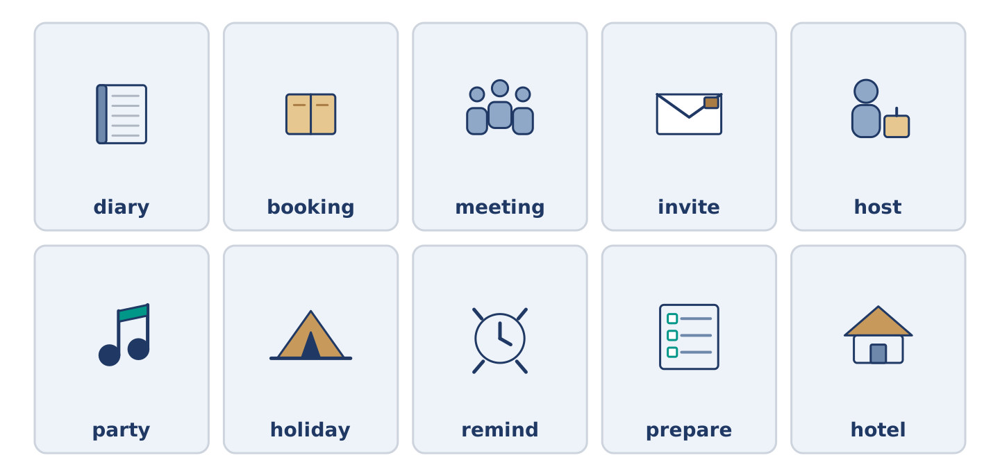 diary
booking
meeting
invite
host
party
holiday
remind
prepare
hotel